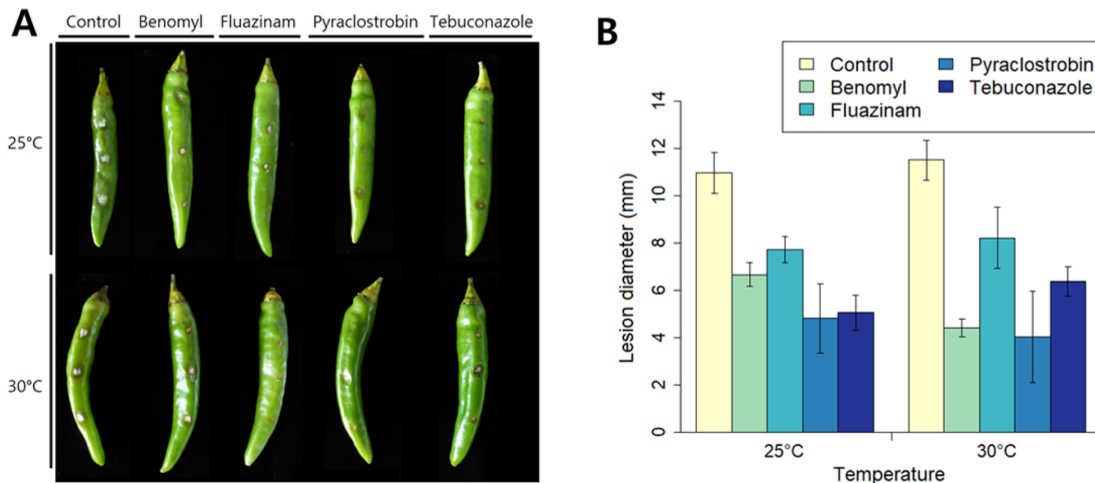 A
Control Benomyl Fluazinam Pyraclostrobin Tebuconazole
25°C
30°C
B
Control
Benomyl
Fluazinam
Pyraclostrobin
Tebuconazole
Lesion diameter (mm)
14
12
10
8
6
4
2
0
25°C 30°C
Temperature